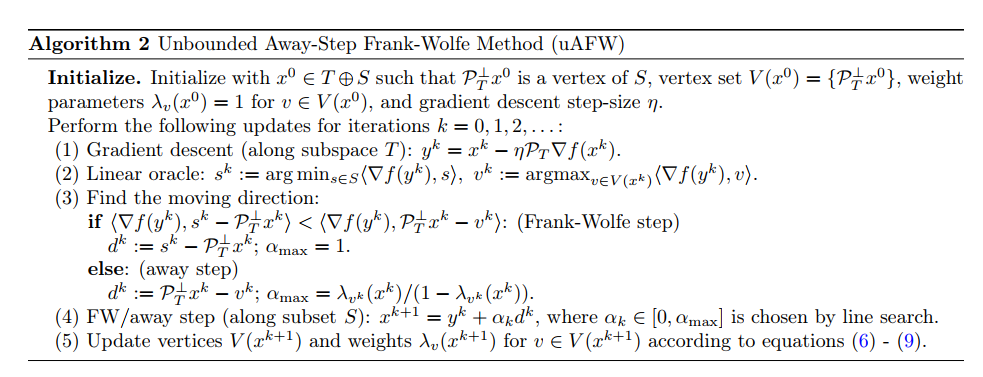 Algorithm 2 Unbounded Away-Step Frank-Wolfe Method (uAFW)
Initialize. Initialize with $x^0 \in T \oplus S$ such that $\mathcal{P}_T^\perp x^0$ is a vertex of $S$, vertex set $V(x^0) = \{\mathcal{P}_T^\perp x^0\}$, weight
parameters $\lambda_v(x^0) = 1$ for $v \in V(x^0)$, and gradient descent step-size $\eta$.
Perform the following updates for iterations $k = 0, 1, 2, \ldots$:
(1) Gradient descent (along subspace $T$): $y^k = x^k - \eta \mathcal{P}_T \nabla f(x^k)$.
(2) Linear oracle: $s^k := \arg\min_{s \in S} \langle \nabla f(y^k), s \rangle$, $v^k := \operatorname{argmax}_{v \in V(x^k)} \langle \nabla f(y^k), v \rangle$.
(3) Find the moving direction:
if $\langle \nabla f(y^k), s^k - \mathcal{P}_T^\perp x^k \rangle < \langle \nabla f(y^k), \mathcal{P}_T^\perp x^k - v^k \rangle$: (Frank-Wolfe step)
$d^k := s^k - \mathcal{P}_T^\perp x^k$; $\alpha_{\max} = 1$.
else: (away step)
$d^k := \mathcal{P}_T^\perp x^k - v^k$; $\alpha_{\max} = \lambda_{v^k}(x^k)/(1 - \lambda_{v^k}(x^k))$.
(4) FW/away step (along subset $S$): $x^{k+1} = y^k + \alpha_k d^k$, where $\alpha_k \in [0, \alpha_{\max}]$ is chosen by line search.
(5) Update vertices $V(x^{k+1})$ and weights $\lambda_v(x^{k+1})$ for $v \in V(x^{k+1})$ according to equations (6) - (9).